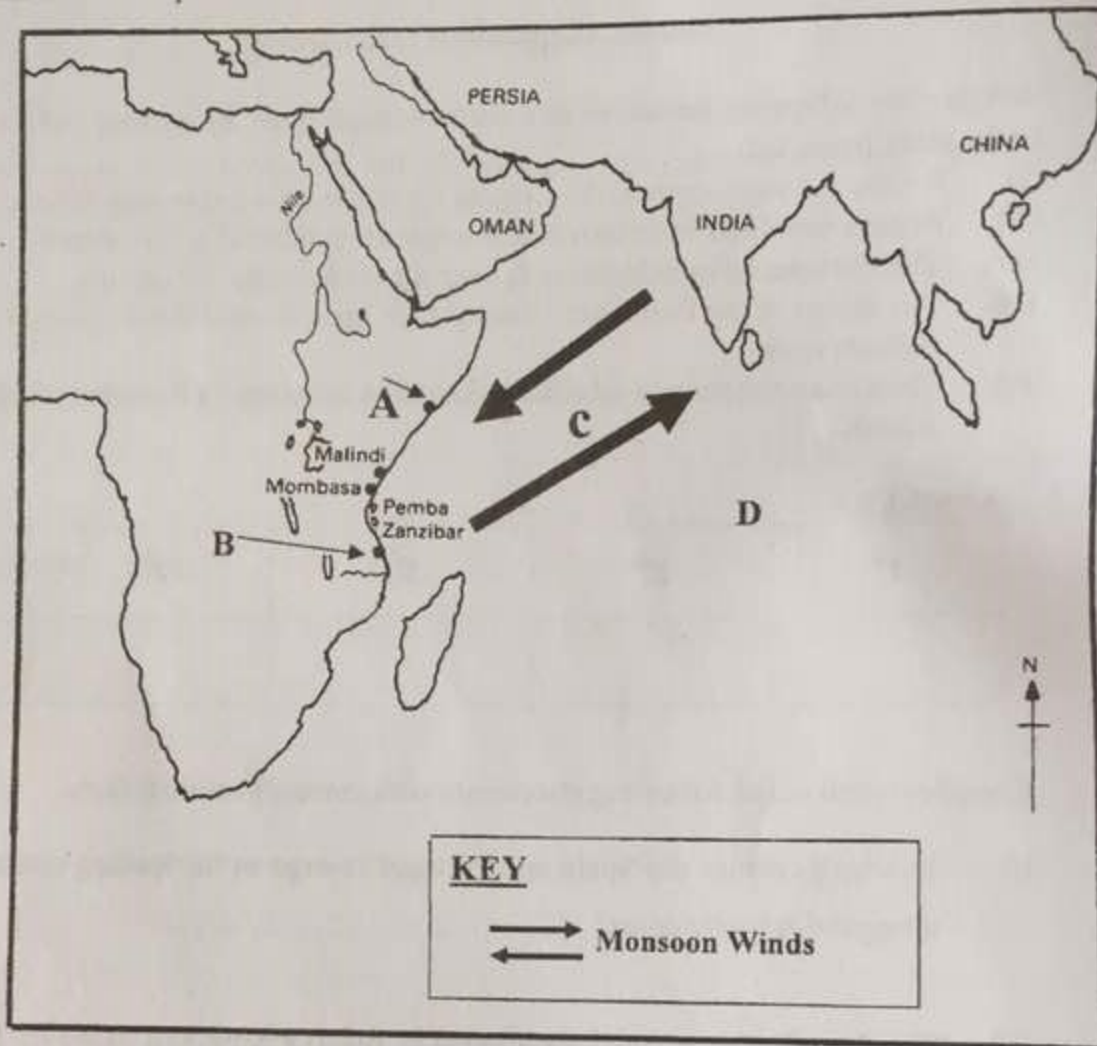 PERSIA
CHINA
Nile
OMAN
INDIA
A
C
Malindi
Mombasa
Pemba
D
Zanzibar
B
N
KEY
Monsoon Winds